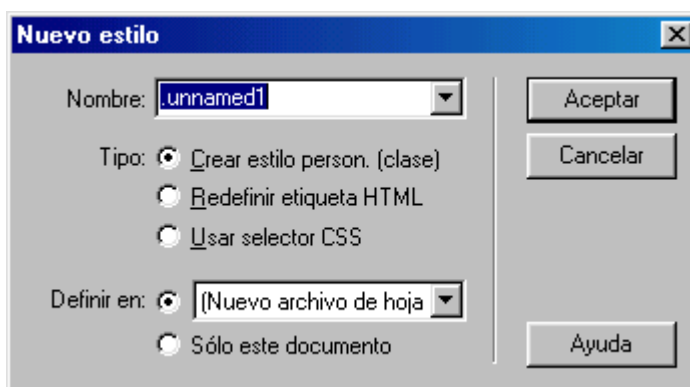 Nuevo estilo
Nombre: .unnamed1
Aceptar
Tipo: Crear estilo person. (clase)
Cancelar
Redefinir etiqueta HTML
Usar selector CSS
Definir en: (Nuevo archivo de hoja
Sólo este documento
Ayuda